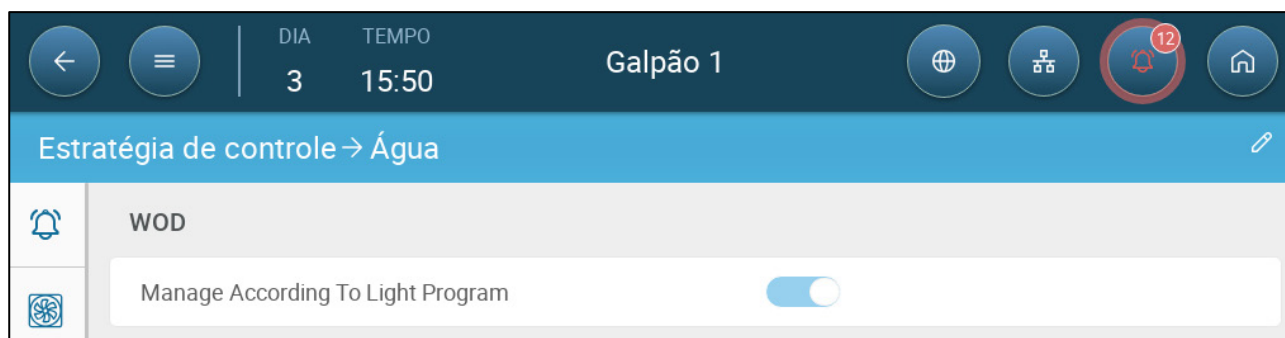 DIA TEMPO
3 15:50
Galpão 1
12
Estratégia de controle → Água
WOD
Manage According To Light Program